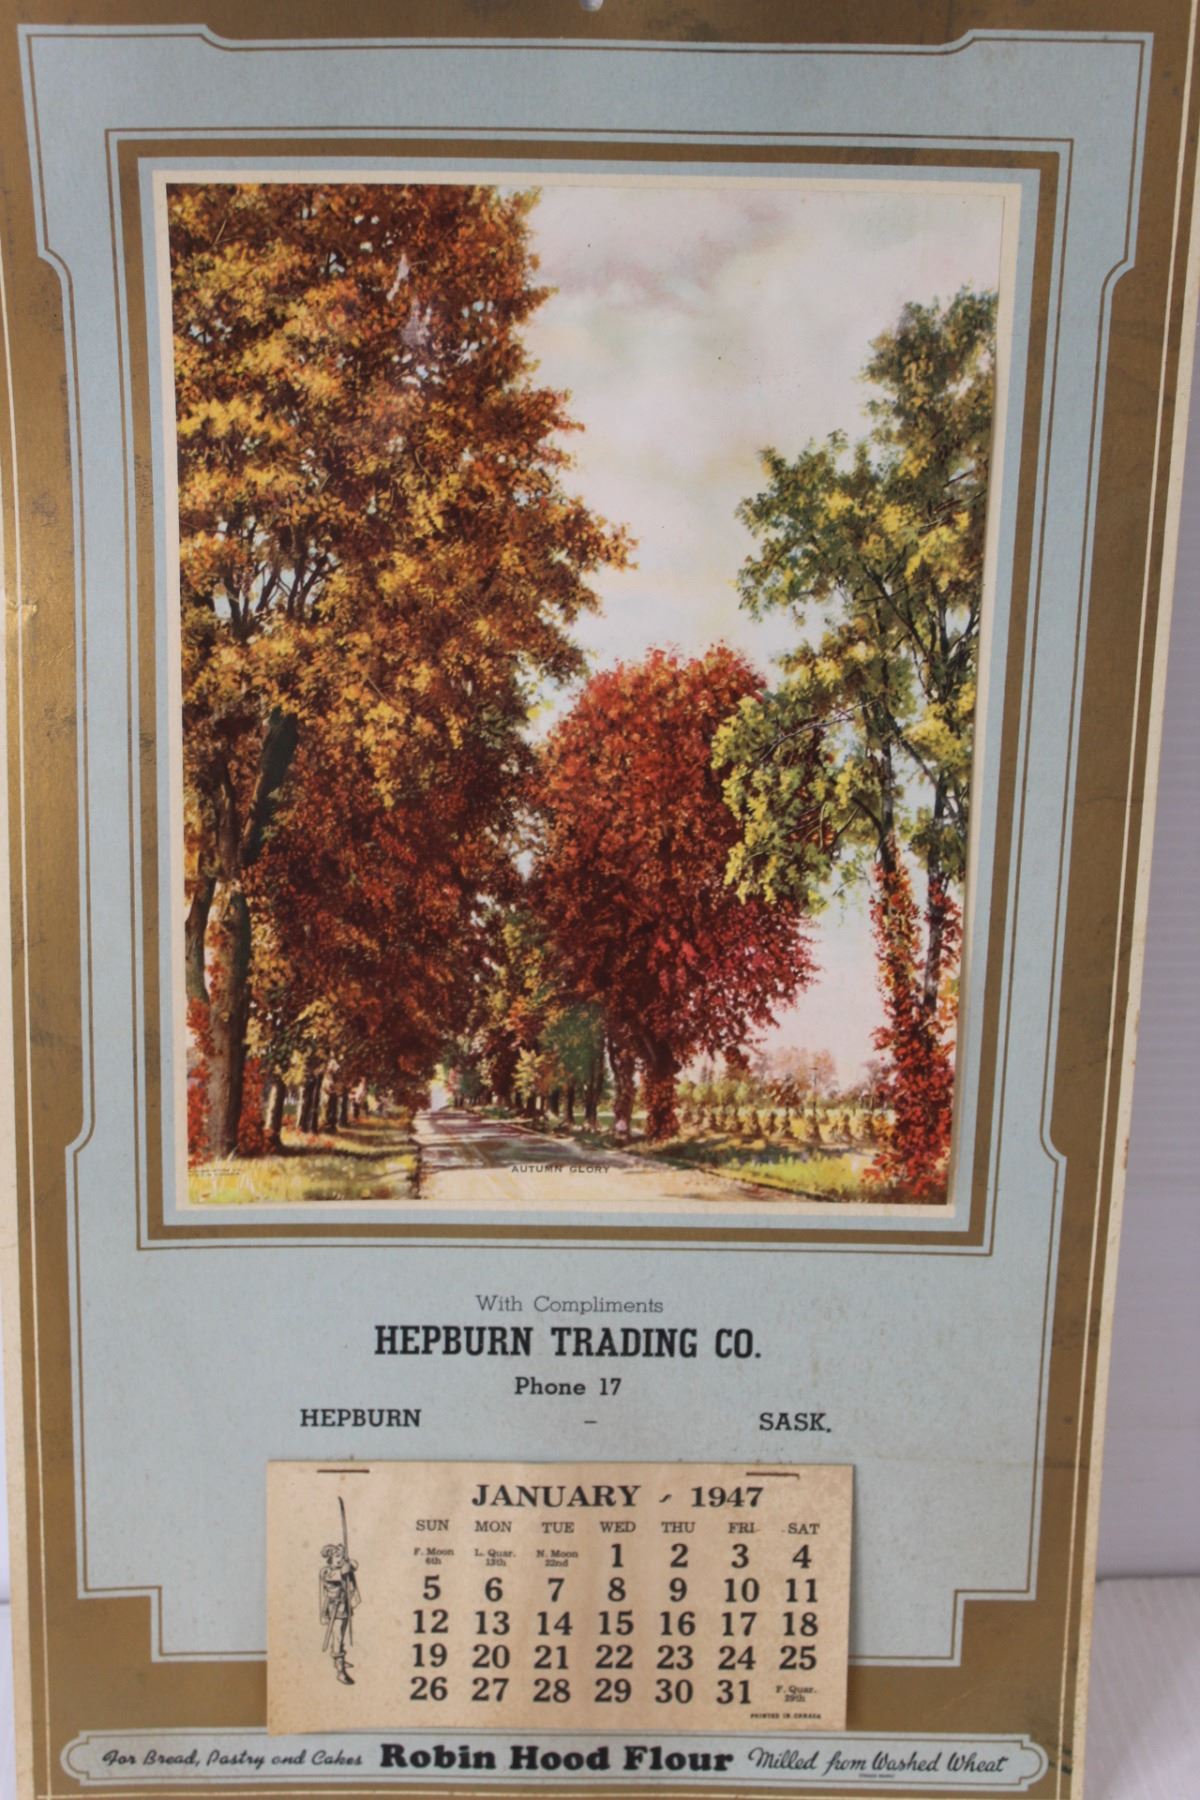 AUTUMN GLORY
With Compliments
HEPBURN TRADING CO.
Phone 17
HEPBURN – SASK.
JANUARY - 1947
SUN MON TUE WED THU FRI SAT
F. Moon 6th L. Quar. 13th N. Moon 22nd 1 2 3 4
5 6 7 8 9 10 11
12 13 14 15 16 17 18
19 20 21 22 23 24 25
26 27 28 29 30 31 F. Quar. 29th
PRINTED IN CANADA
For Bread, Pastry and Cakes Robin Hood Flour Milled from Washed Wheat